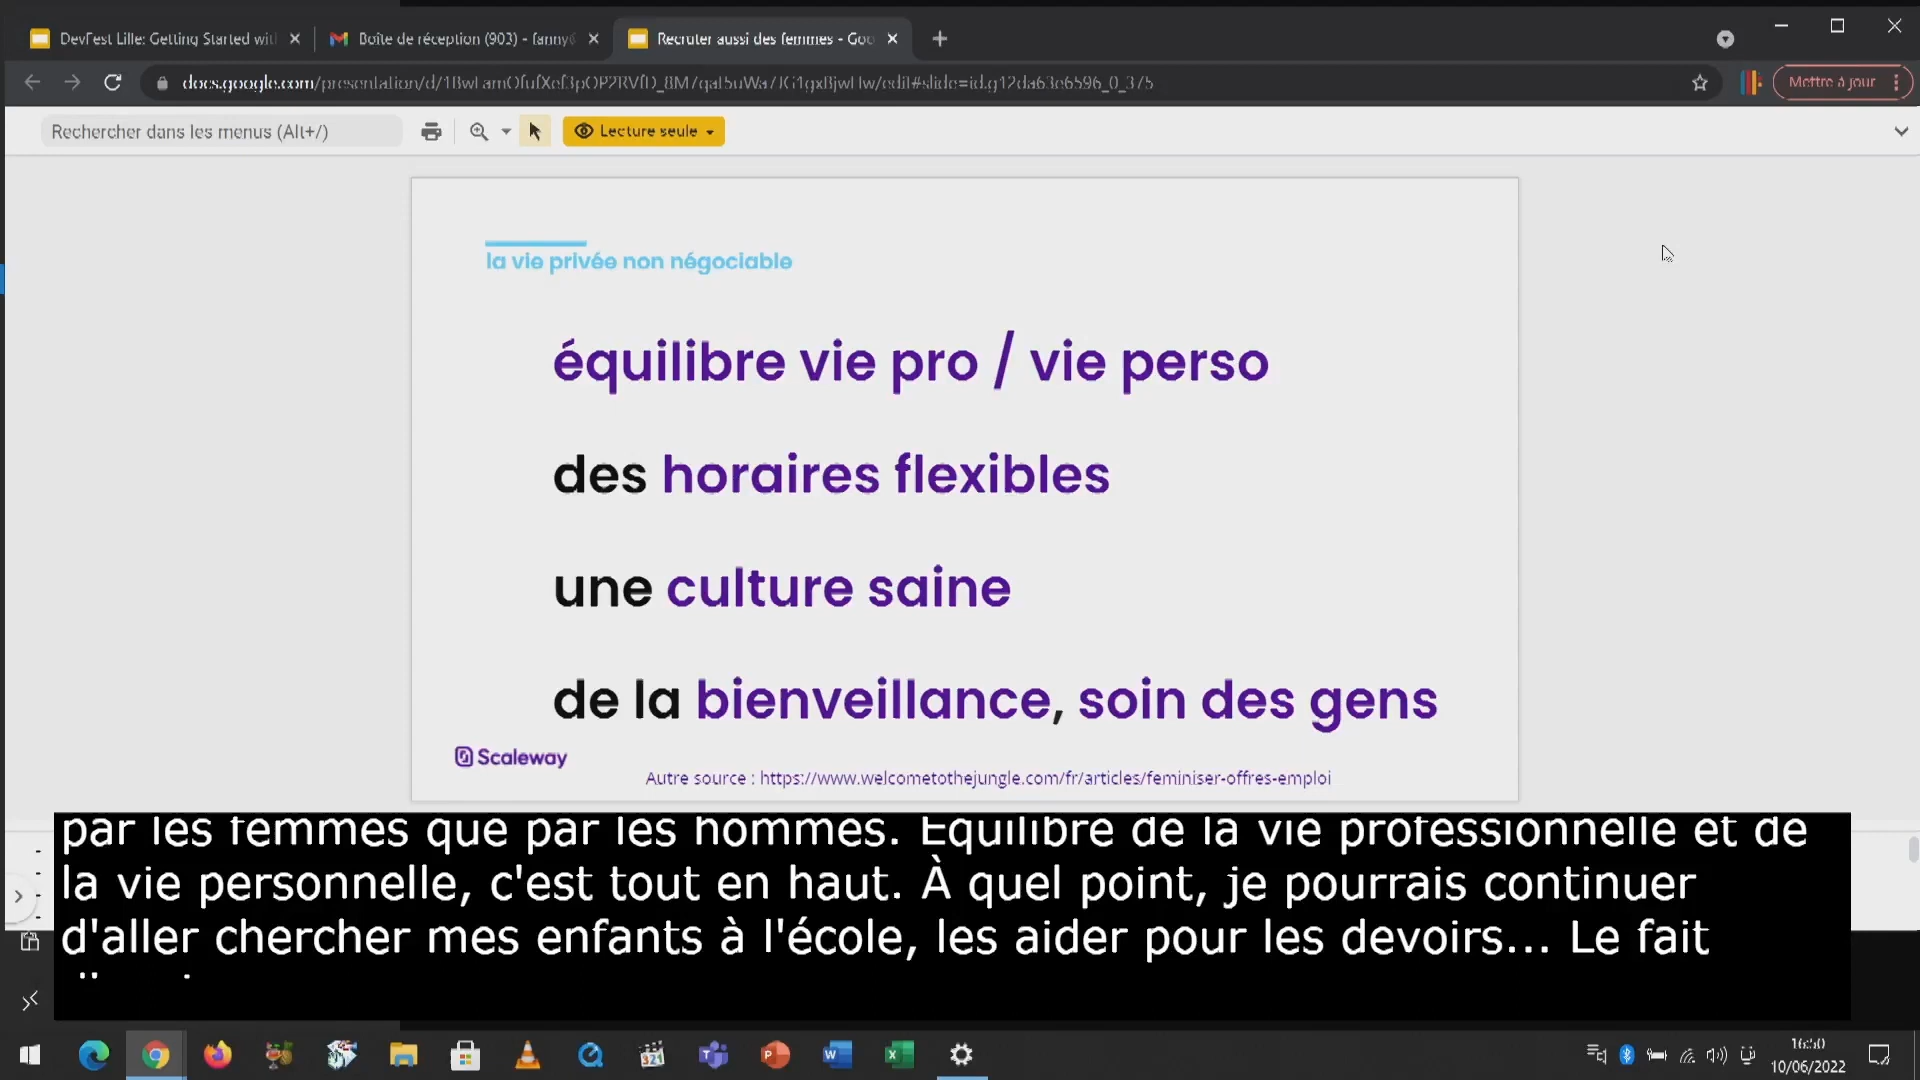 DevFest Lille: Getting Started wit
Boîte de réception (903) - fanny
Recruter aussi des femmes - Goo
Mettre à jour
Rechercher dans les menus (Alt+/)
Lecture seule
la vie privée non négociable
équilibre vie pro / vie perso
des horaires flexibles
une culture saine
de la bienveillance, soin des gens
Scaleway
Autre source : https://www.welcometothejungle.com/fr/articles/feminiser-offres-emploi
par les femmes que par les hommes. Équilibre de la vie professionnelle et de
la vie personnelle, c'est tout en haut. À quel point, je pourrais continuer
d'aller chercher mes enfants à l'école, les aider pour les devoirs... Le fait
16:50
10/06/2022